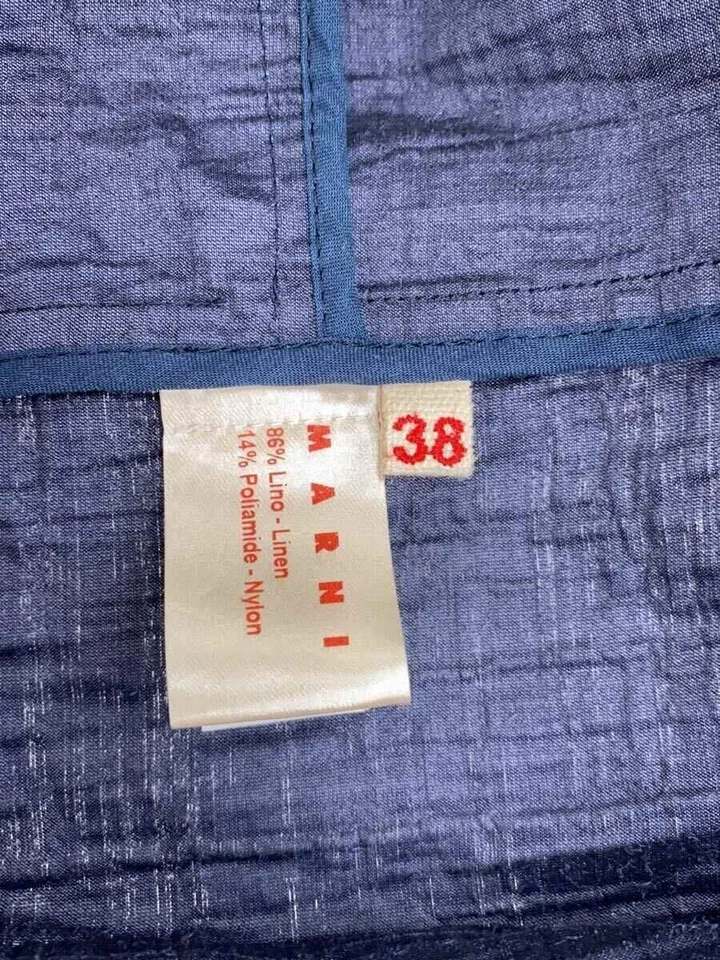 MARNI
86% Lino - Linen
14% Poliamide - Nylon
38